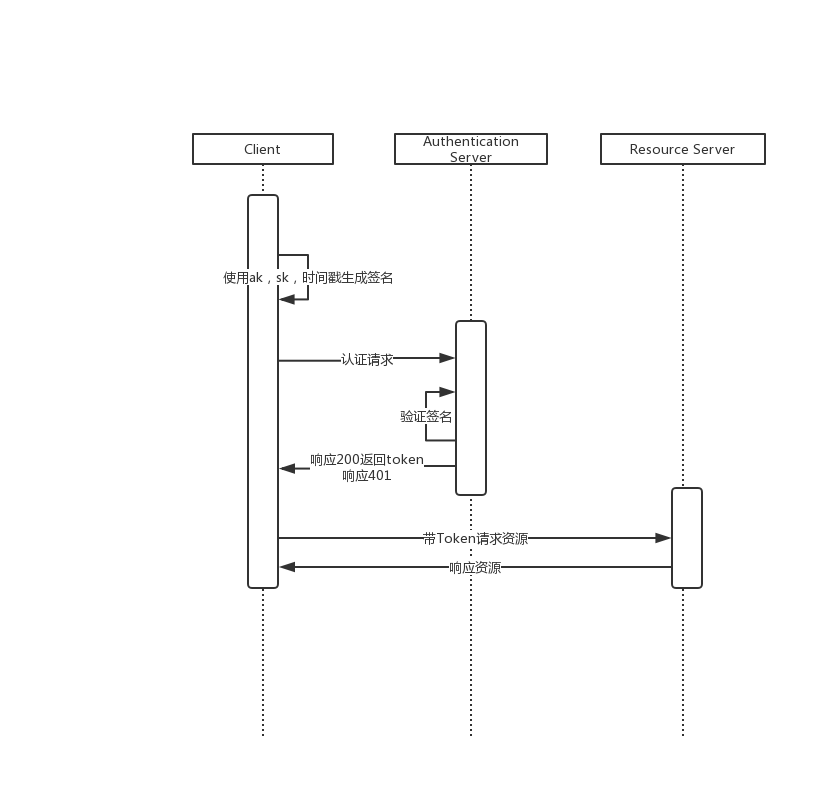 Client
Authentication
Server
Resource Server
使用ak，sk，时间戳生成签名
认证请求
验证签名
响应200返回token
响应401
带Token请求资源
响应资源